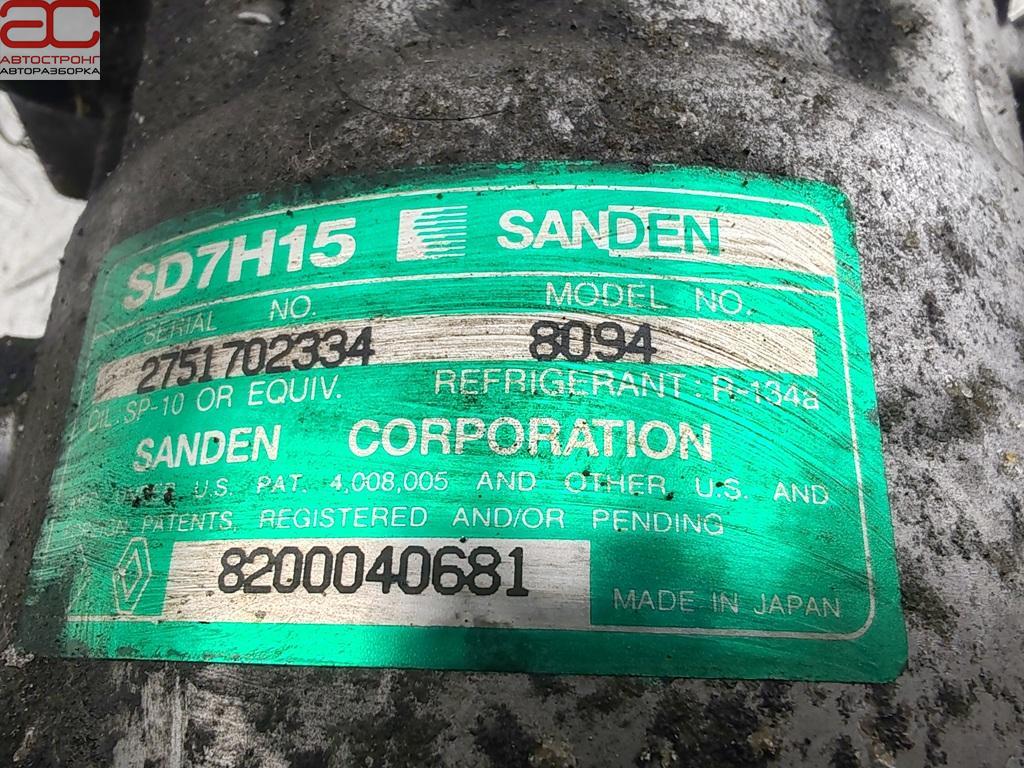 АС
АВТОСТРОНГ
АВТОРАЗБОРКА
SD7H15 SANDEN
SERIAL NO. MODEL NO.
2751702334 8094
OIL: SP-10 OR EQUIV. REFRIGERANT: R-134a
SANDEN CORPORATION
U.S. PAT. 4,008,005 AND OTHER U.S. AND
PATENTS, REGISTERED AND/OR PENDING
8200040681 MADE IN JAPAN